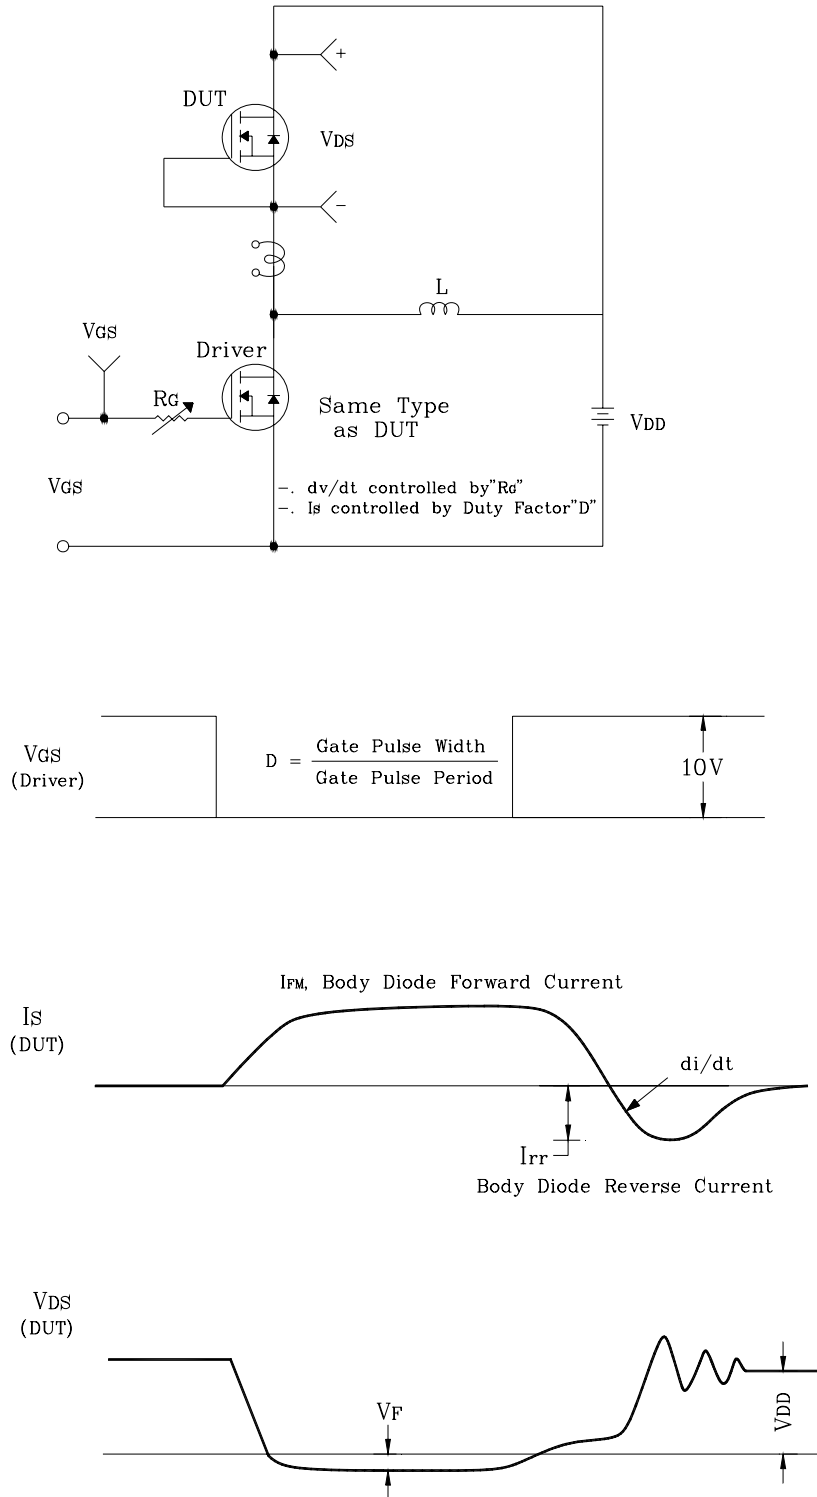 +
DUT
VDS
−
L
VGS
Driver
RG
Same Type
as DUT
VDD
VGS
−. dv/dt controlled by"RG"
−. Is controlled by Duty Factor"D"
VGS
(Driver)
D = Gate Pulse Width
Gate Pulse Period
10V
IFM, Body Diode Forward Current
IS
(DUT)
di/dt
Irr
Body Diode Reverse Current
VDS
(DUT)
VF
VDD